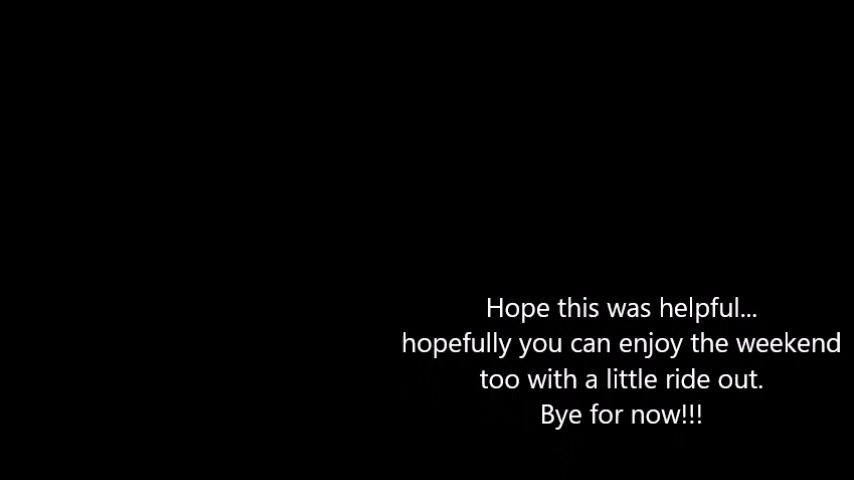 Hope this was helpful...
hopefully you can enjoy the weekend
too with a little ride out.
Bye for now!!!